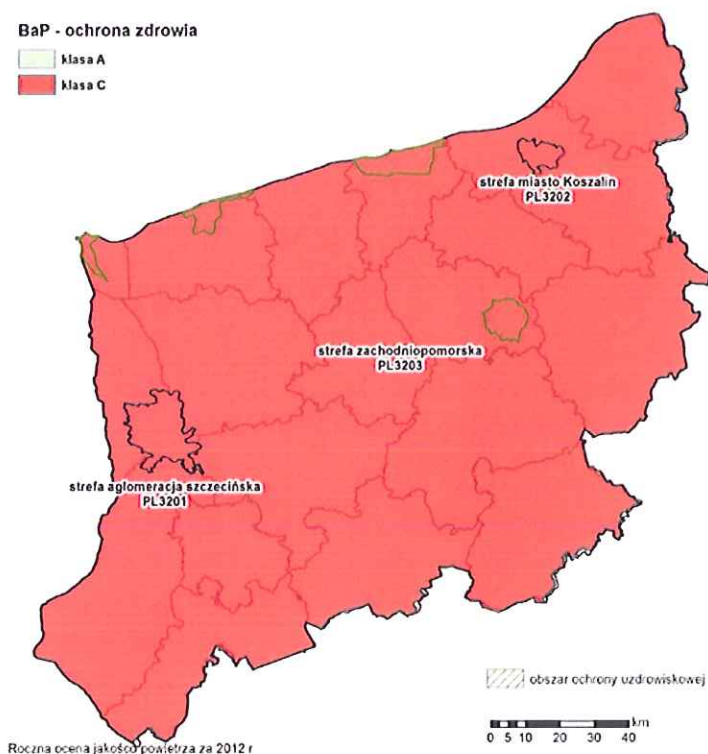 BaP - ochrona zdrowia
klasa A
klasa C
strefa miasto Koszalin
PL3202
strefa zachodniopomorska
PL3203
strefa aglomeracja szczecińska
PL3201
obszar ochrony uzdrowiskowej
km
0 5 10 20 30 40
Roczna ocena jakości powietrza za 2012 r